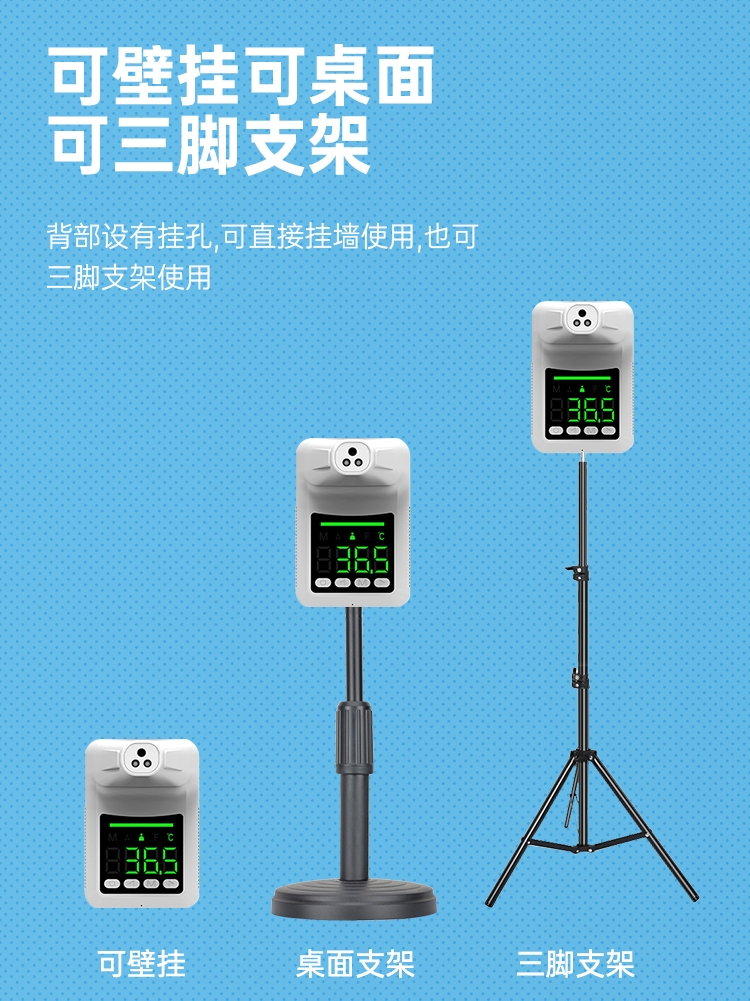 可壁挂可桌面
可三脚支架
背部设有挂孔,可直接挂墙使用,也可
三脚支架使用
36.5
℃
36.5
℃
36.5
℃
可壁挂
桌面支架
三脚支架